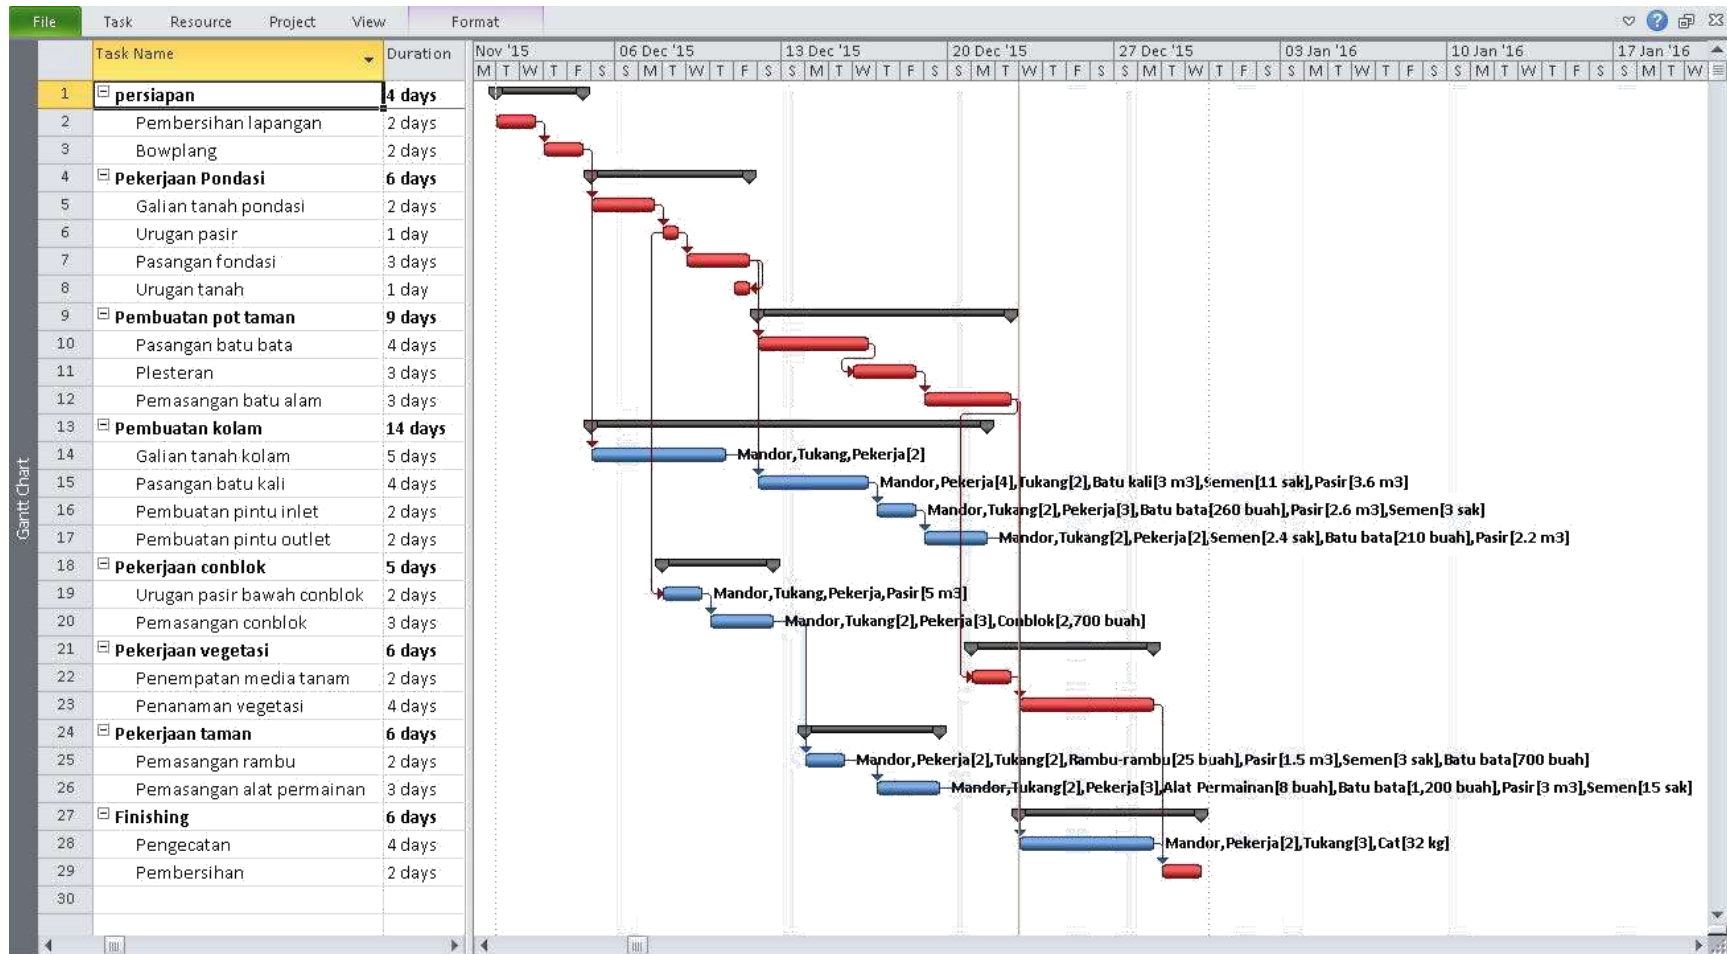 File Task Resource Project View Format
Task Name Duration Nov '15 06 Dec '15 13 Dec '15 20 Dec '15 27 Dec '15 03 Jan '16 10 Jan '16 17 Jan '16
M T W T F S S M T W T F S S M T W T F S S M T W T F S S M T W T F S S M T W T F S S M T W T F S S M T W
1 persiapan 4 days
2 Pembersihan lapangan 2 days
3 Bowplang 2 days
4 Pekerjaan Pondasi 6 days
5 Galian tanah pondasi 2 days
6 Urugan pasir 1 day
7 Pasangan fondasi 3 days
8 Urugan tanah 1 day
9 Pembuatan pot taman 9 days
10 Pasangan batu bata 4 days
11 Plesteran 3 days
12 Pemasangan batu alam 3 days
13 Pembuatan kolam 14 days
14 Galian tanah kolam 5 days Mandor,Tukang,Pekerja[2]
15 Pasangan batu kali 4 days Mandor,Pekerja[4],Tukang[2],Batu kali[3 m3],Semen[11 sak],Pasir[3.6 m3]
16 Pembuatan pintu inlet 2 days Mandor,Tukang[2],Pekerja[3],Batu bata[260 buah],Pasir[2.6 m3],Semen[3 sak]
17 Pembuatan pintu outlet 2 days Mandor,Tukang[2],Pekerja[2],Semen[2.4 sak],Batu bata[210 buah],Pasir[2.2 m3]
18 Pekerjaan conblok 5 days
19 Urugan pasir bawah conblok 2 days Mandor,Tukang,Pekerja,Pasir[5 m3]
20 Pemasangan conblok 3 days Mandor,Tukang[2],Pekerja[3],Conblok[2,700 buah]
21 Pekerjaan vegetasi 6 days
22 Penempatan media tanam 2 days
23 Penanaman vegetasi 4 days
24 Pekerjaan taman 6 days
25 Pemasangan rambu 2 days Mandor,Pekerja[2],Tukang[2],Rambu-rambu[25 buah],Pasir[1.5 m3],Semen[3 sak],Batu bata[700 buah]
26 Pemasangan alat permainan 3 days Mandor,Tukang[2],Pekerja[3],Alat Permainan[8 buah],Batu bata[1,200 buah],Pasir[3 m3],Semen[15 sak]
27 Finishing 6 days
28 Pengecatan 4 days Mandor,Pekerja[2],Tukang[3],Cat[32 kg]
29 Pembersihan 2 days
30
Gantt Chart